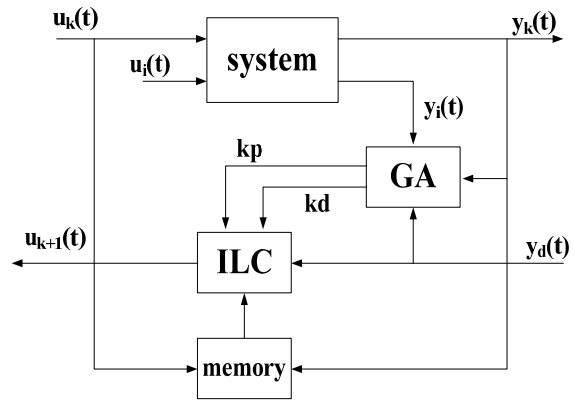 uk(t)
yk(t)
ui(t)
system
yi(t)
kp
GA
kd
uk+1(t)
ILC
yd(t)
memory